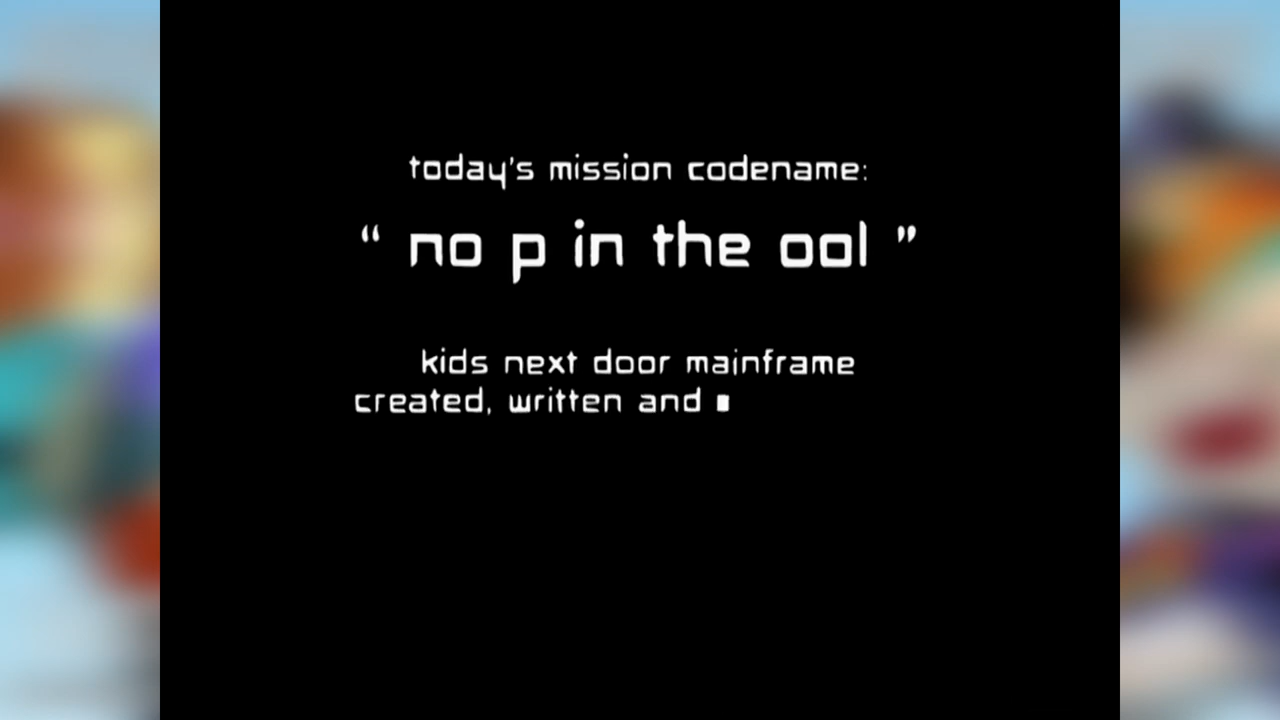 today's mission codename:
“ no p in the ool ”
kids next door mainframe
created, written and